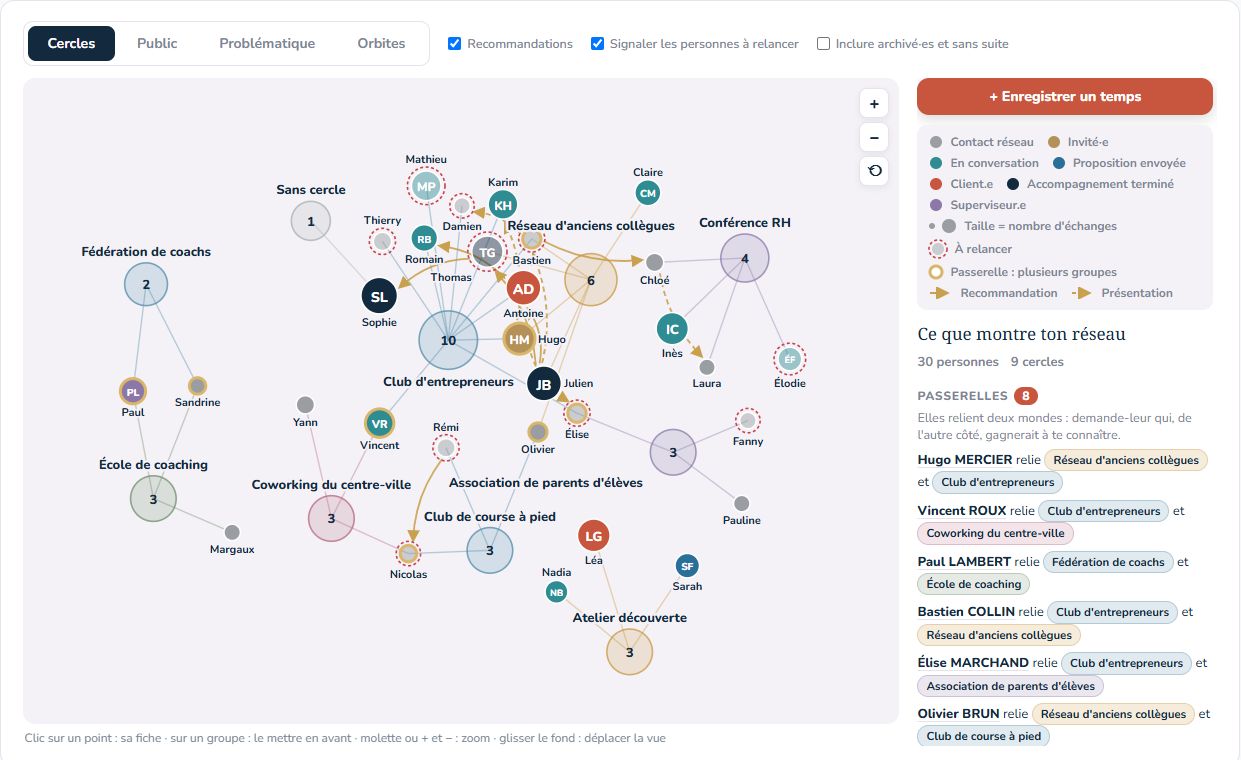 Cercles Public Problématique Orbites Recommandations Signaler les personnes à relancer Inclure archivé·es et sans suite
+
−
Mathieu
MP
Claire
CM
Karim
KH
Sans cercle
1
Thierry
Damien
Réseau d'anciens collègues
Conférence RH
Fédération de coachs
2
RB
Romain
TG
Thomas
Bastien
6
Chloé
4
SL
Sophie
AD
Antoine
10
HM Hugo
IC
Inès
Laura
ÉF
Élodie
Club d'entrepreneurs
JB Julien
PL
Paul
Sandrine
Yann
VR
Vincent
Rémi
Élise
Olivier
Fanny
3
École de coaching
3
Coworking du centre-ville
3
Association de parents d'élèves
Club de course à pied
3
Pauline
Margaux
Nicolas
LG
Léa
Nadia
NB
SF
Sarah
Atelier découverte
3
Clic sur un point : sa fiche · sur un groupe : le mettre en avant · molette ou + et − : zoom · glisser le fond : déplacer la vue
+ Enregistrer un temps
Contact réseau Invité·e
En conversation Proposition envoyée
Client.e Accompagnement terminé
Superviseur.e
Taille = nombre d'échanges
À relancer
Passerelle : plusieurs groupes
Recommandation Présentation
Ce que montre ton réseau
30 personnes 9 cercles
PASSERELLES 8
Elles relient deux mondes : demande-leur qui, de
l'autre côté, gagnerait à te connaître.
Hugo MERCIER relie Réseau d'anciens collègues
et Club d'entrepreneurs
Vincent ROUX relie Club d'entrepreneurs et
Coworking du centre-ville
Paul LAMBERT relie Fédération de coachs et
École de coaching
Bastien COLLIN relie Club d'entrepreneurs et
Réseau d'anciens collègues
Élise MARCHAND relie Club d'entrepreneurs et
Association de parents d'élèves
Olivier BRUN relie Réseau d'anciens collègues et
Club de course à pied